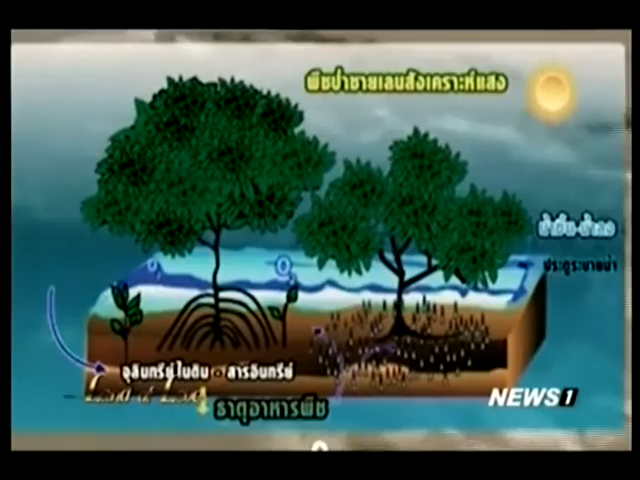 พืชป่าชายเลนสังเคราะห์แสง
น้ำขึ้น-น้ำลง
ประตูระบายน้ำ
O
จุลินทรีย์ในดิน - สารอินทรีย์
ธาตุอาหารพืช
NEWS1